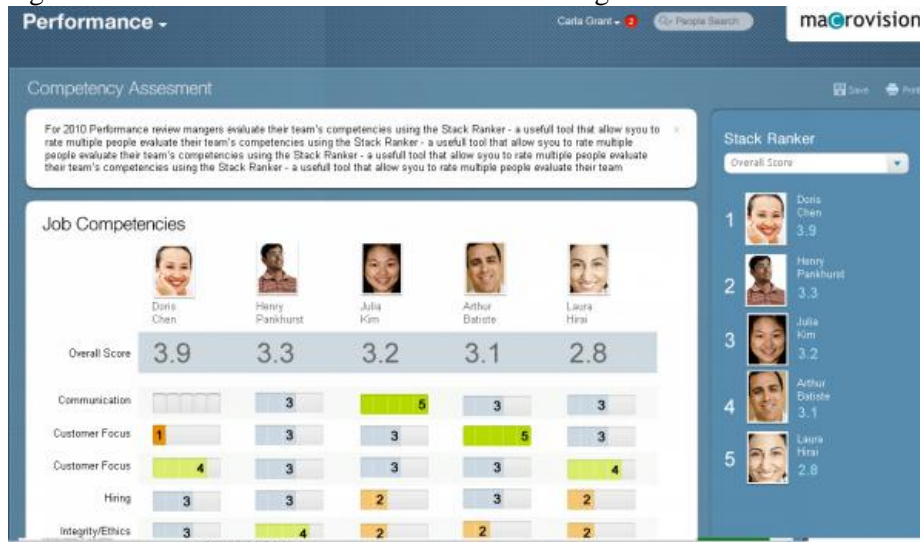 Performance
Carla Grant 2 People Search macrovision
Competency Assesment Save Print
For 2010 Performance review mangers evaluate their team's competencies using the Stack Ranker - a usefull tool that allow syou to
rate multiple people evaluate their team's competencies using the Stack Ranker - a usefull tool that allow syou to rate multiple
people evaluate their team's competencies using the Stack Ranker - a usefull tool that allow syou to rate multiple people evaluate
their team's competencies using the Stack Ranker - a usefull tool that allow syou to rate multiple people evaluate their team
Job Competencies
Doris Chen
Henry Pankhurst
Julia Kim
Arthur Batiste
Laura Hirai
Overall Score 3.9 3.3 3.2 3.1 2.8
Communication 3 5 3 3
Customer Focus 1 3 3 5 3
Customer Focus 4 3 3 3 4
Hiring 3 3 2 3 2
Integrity/Ethics 3 4 2 2 2
Stack Ranker
Overall Score
1 Doris Chen 3.9
2 Henry Pankhurst 3.3
3 Julia Kim 3.2
4 Arthur Batiste 3.1
5 Laura Hirai 2.8